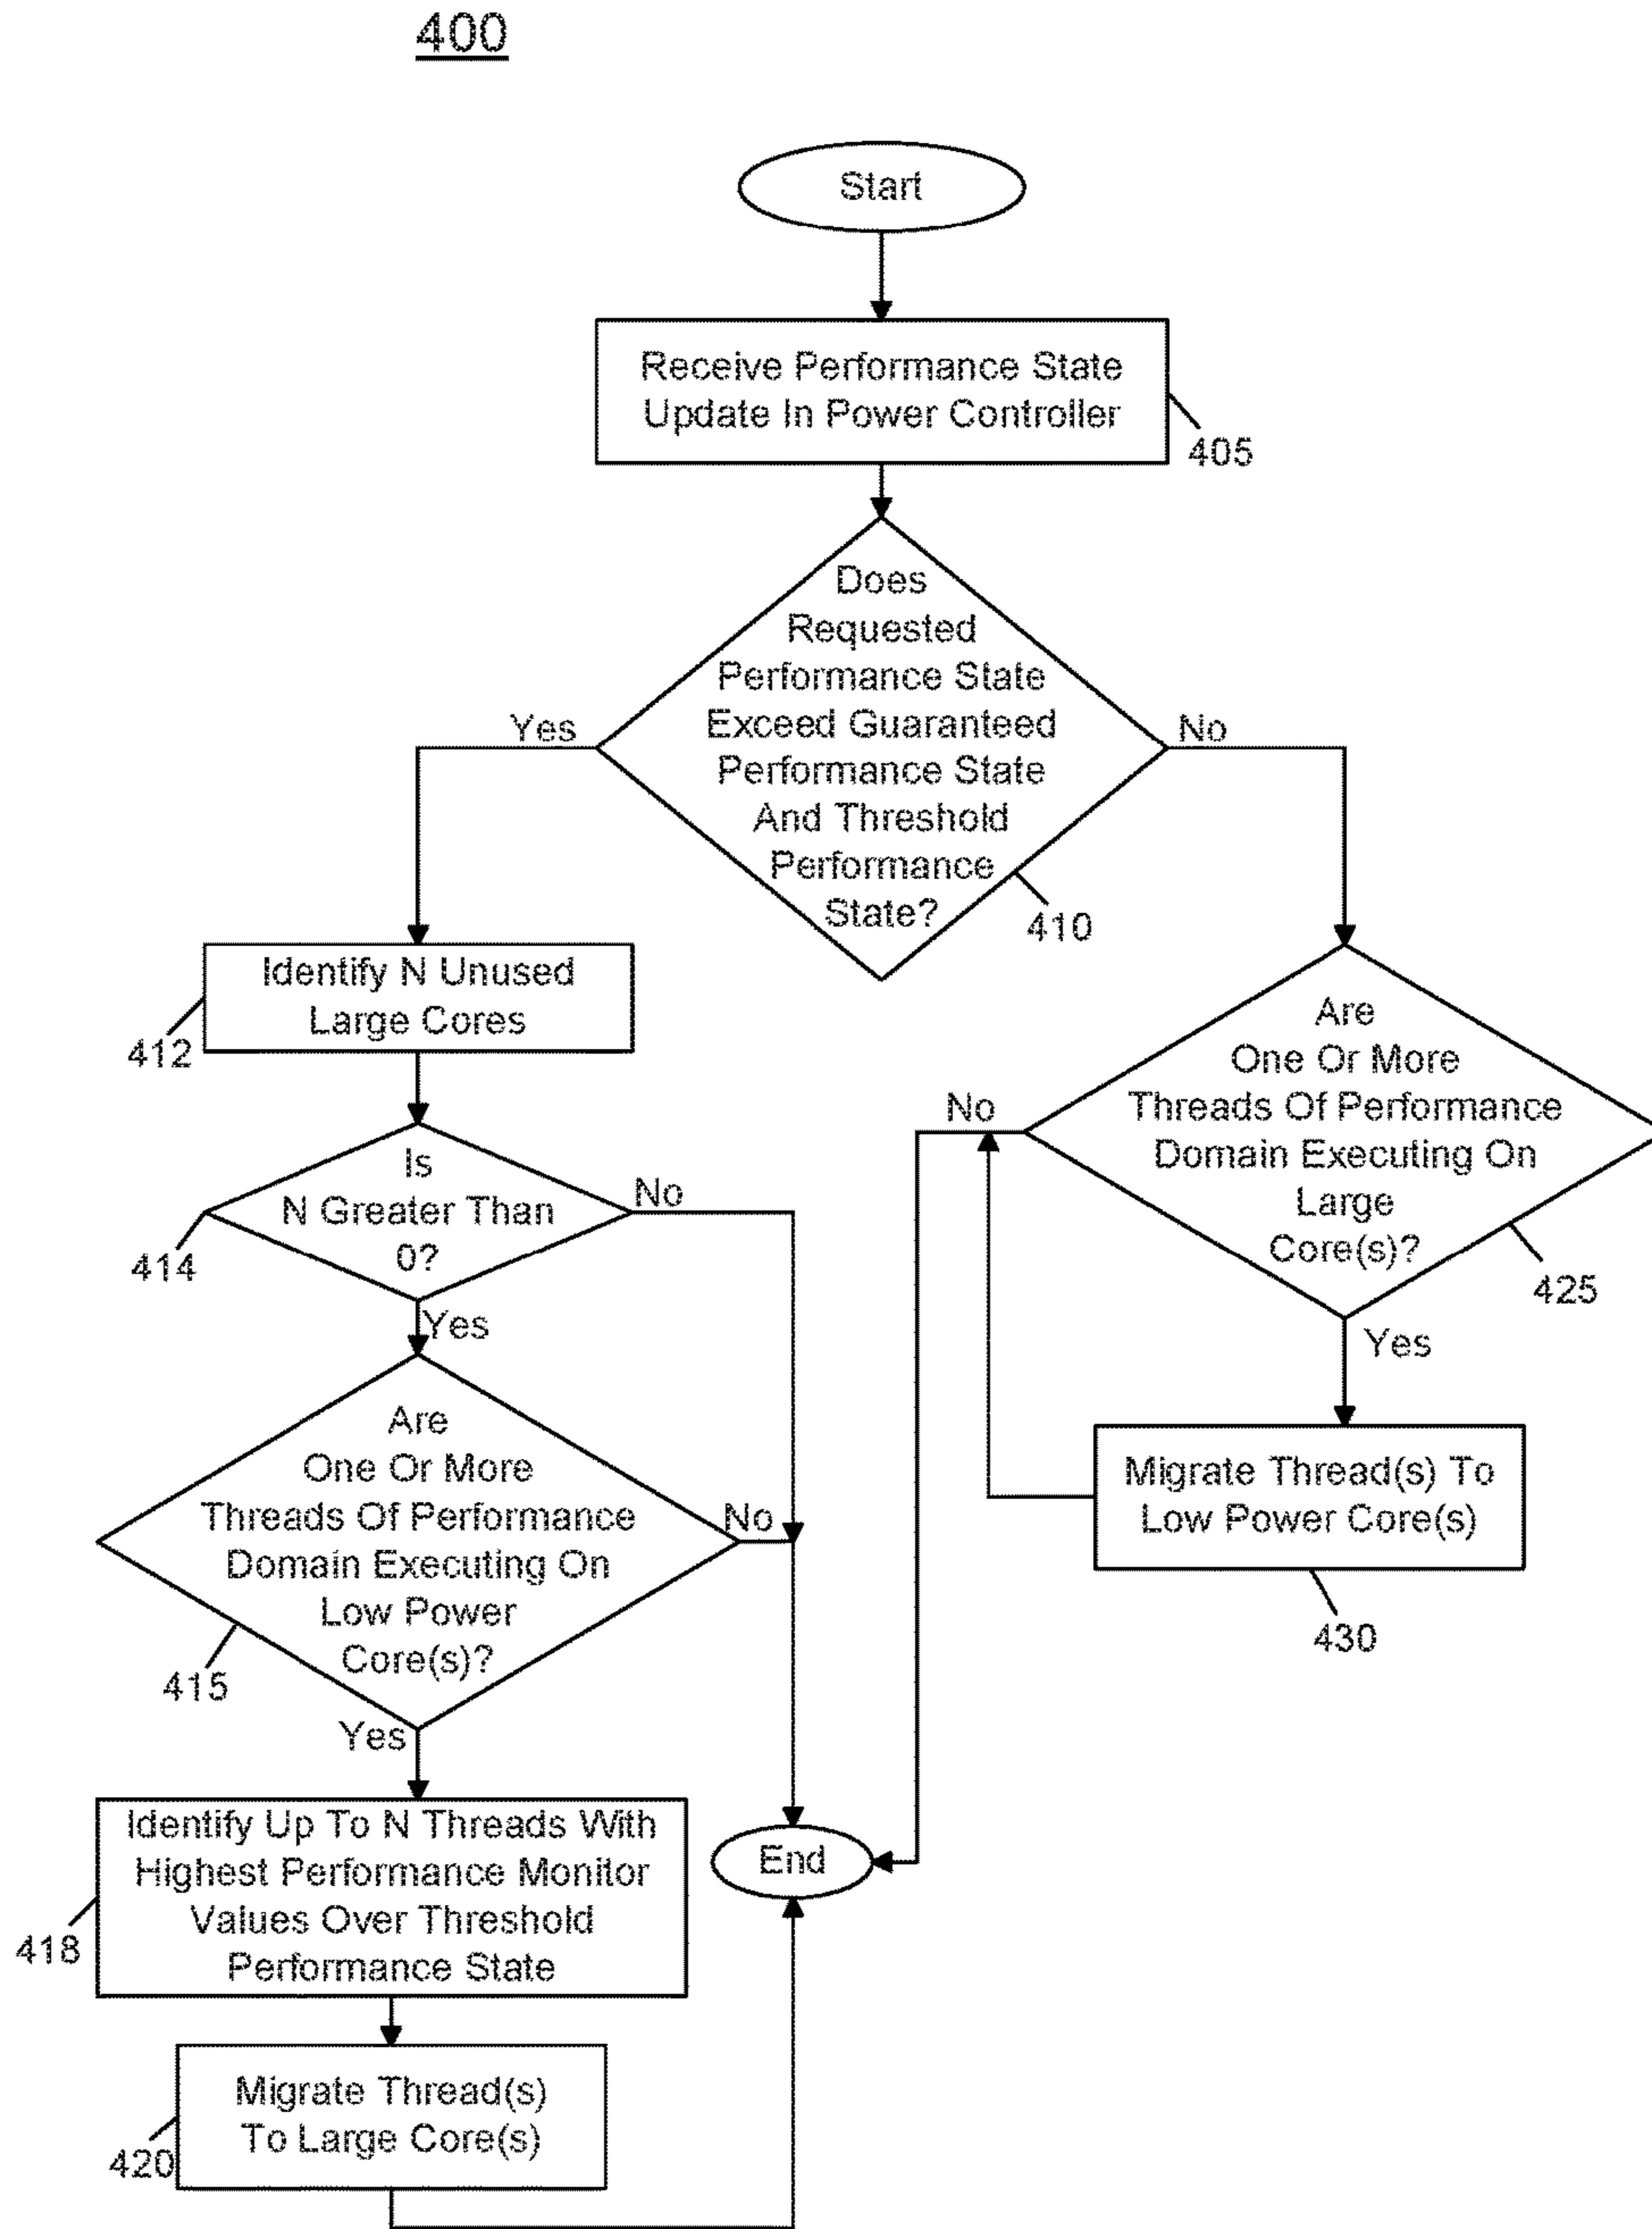 400
Start
Receive Performance State
Update In Power Controller
405
Does
Requested
Performance State
Exceed Guaranteed
Performance State
And Threshold
Performance
State?
410
Yes
No
Identify N Unused
Large Cores
412
Is
N Greater Than
0?
414
No
Yes
Are
One Or More
Threads Of Performance
Domain Executing On
Low Power
Core(s)?
415
No
Yes
Identify Up To N Threads With
Highest Performance Monitor
Values Over Threshold
Performance State
418
Migrate Thread(s)
To Large Core(s)
420
End
Are
One Or More
Threads Of Performance
Domain Executing On
Large
Core(s)?
425
No
Yes
Migrate Thread(s) To
Low Power Core(s)
430